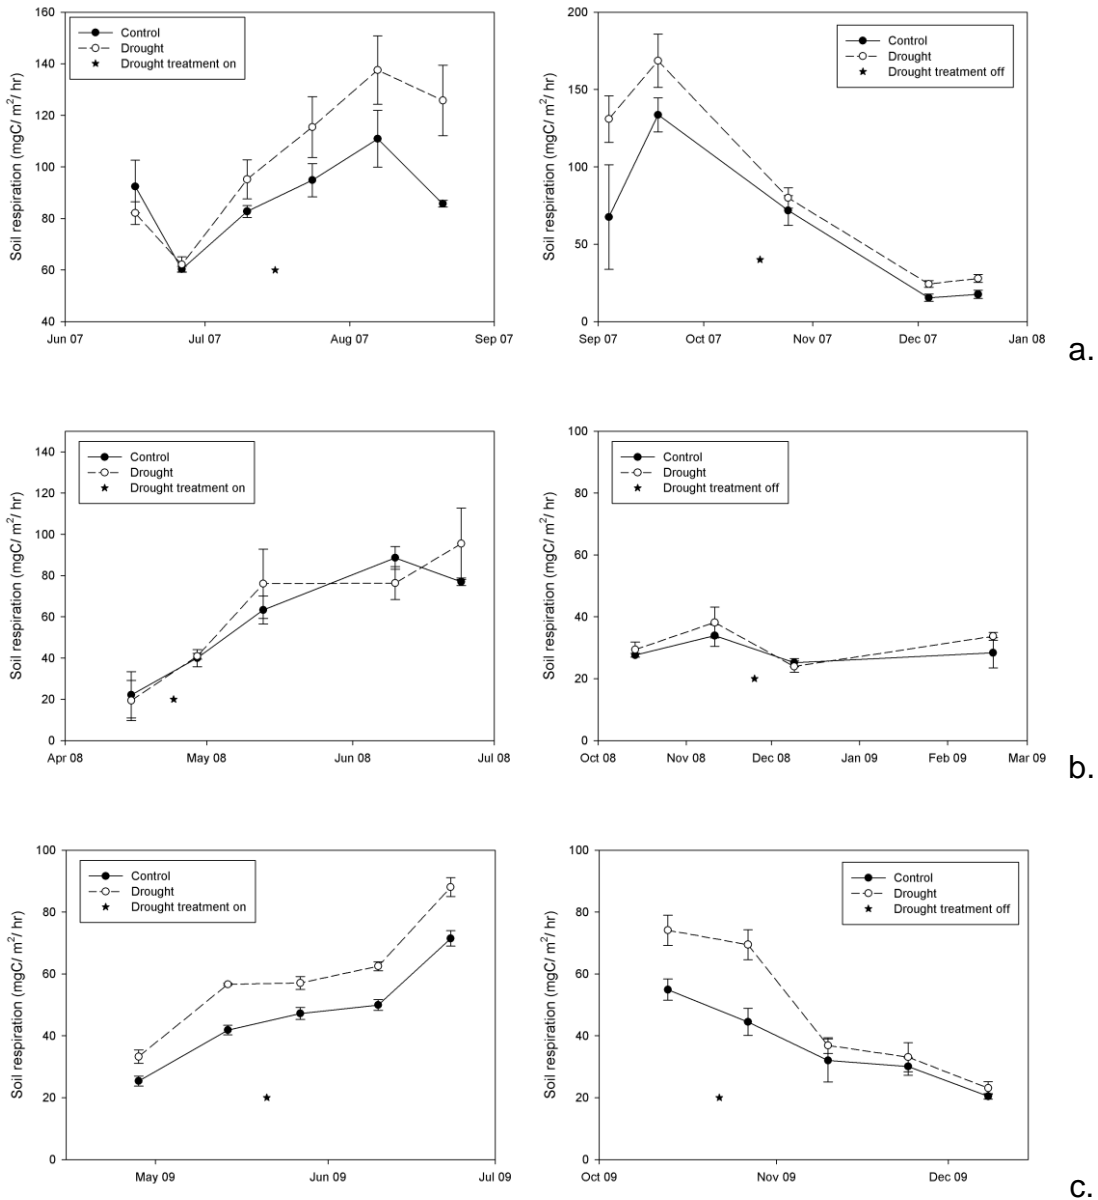 Soil respiration (mgC/ m²/ hr)
160
140
120
100
80
60
40
Control
Drought
Drought treatment on
Jun 07 Jul 07 Aug 07 Sep 07
Soil respiration (mgC/ m²/ hr)
200
150
100
50
0
Control
Drought
Drought treatment off
Sep 07 Oct 07 Nov 07 Dec 07 Jan 08
a.
Soil respiration (mgC/ m²/ hr)
140
120
100
80
60
40
20
0
Control
Drought
Drought treatment on
Apr 08 May 08 Jun 08 Jul 08
Soil respiration (mgC/ m²/ hr)
100
80
60
40
20
0
Control
Drought
Drought treatment off
Oct 08 Nov 08 Dec 08 Jan 09 Feb 09 Mar 09
b.
Soil respiration (mgC/ m²/ hr)
100
80
60
40
20
0
Control
Drought
Drought treatment on
May 09 Jun 09 Jul 09
Soil respiration (mgC/ m²/ hr)
100
80
60
40
20
0
Control
Drought
Drought treatment off
Oct 09 Nov 09 Dec 09
c.